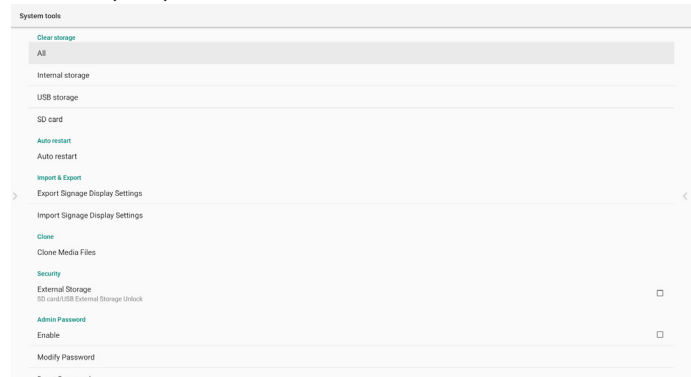 System tools
Clear storage
All
Internal storage
USB storage
SD card
Auto restart
Auto restart
Import & Export
Export Signage Display Settings
Import Signage Display Settings
Clone
Clone Media Files
Security
External Storage
SD card/USB External Storage Unlock
Admin Password
Enable
Modify Password